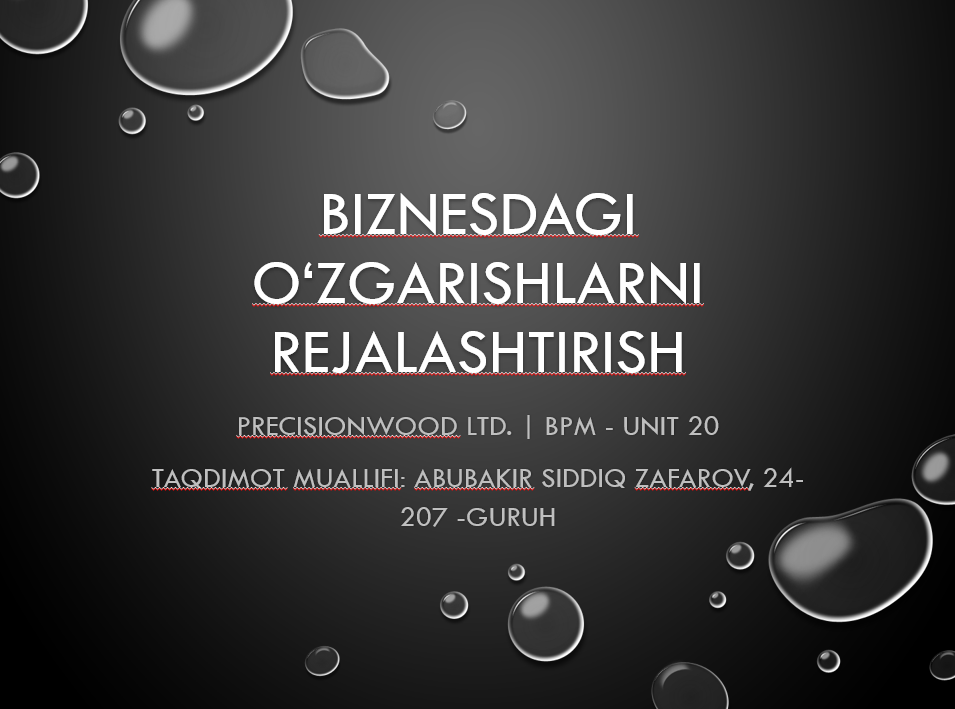 BIZNESDAGI
O‘ZGARISHLARNI
REJALASHTIRISH
PRECISIONWOOD LTD. | BPM - UNIT 20
TAQDIMOT MUALLIFI: ABUBAKIR SIDDIQ ZAFAROV, 24-
207 -GURUH